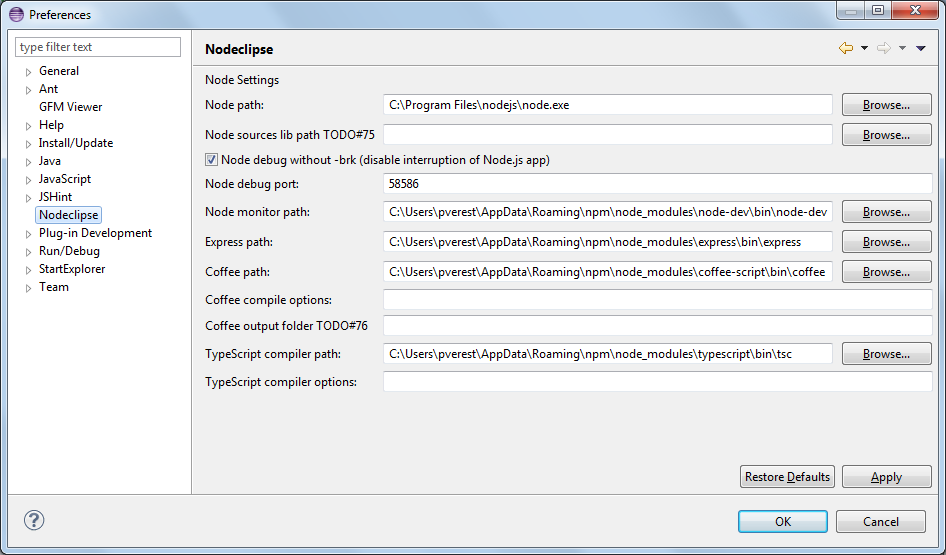 Preferences
type filter text
General
Ant
GFM Viewer
Help
Install/Update
Java
JavaScript
JSHint
Nodeclipse
Plug-in Development
Run/Debug
StartExplorer
Team
Nodeclipse
Node Settings
Node path: C:\Program Files\nodejs\node.exe Browse...
Node sources lib path TODO#75 Browse...
Node debug without -brk (disable interruption of Node.js app)
Node debug port: 58586
Node monitor path: C:\Users\pverest\AppData\Roaming\npm\node_modules\node-dev\bin\node-dev Browse...
Express path: C:\Users\pverest\AppData\Roaming\npm\node_modules\express\bin\express Browse...
Coffee path: C:\Users\pverest\AppData\Roaming\npm\node_modules\coffee-script\bin\coffee Browse...
Coffee compile options:
Coffee output folder TODO#76
TypeScript compiler path: C:\Users\pverest\AppData\Roaming\npm\node_modules\typescript\bin\tsc Browse...
TypeScript compiler options:
Restore Defaults Apply
OK Cancel